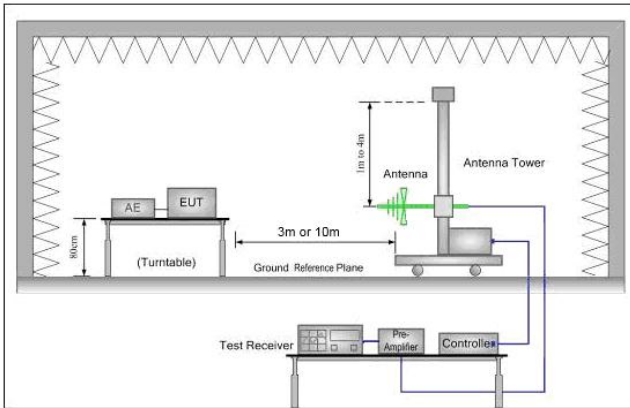 1m to 4m
Antenna
Antenna Tower
AE
EUT
3m or 10m
80cm
(Turntable)
Ground Reference Plane
Test Receiver
Pre-
Amplifier
Controlle